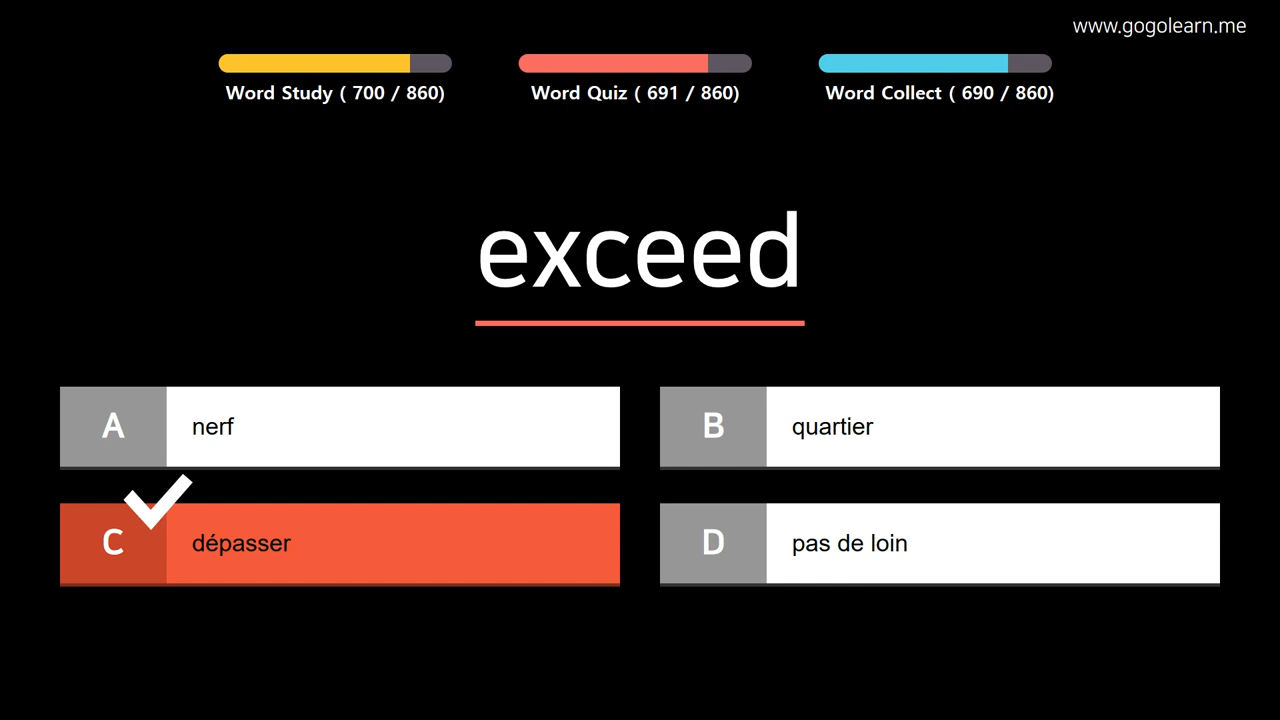 www.gogolearn.me
Word Study ( 700 / 860)
Word Quiz ( 691 / 860)
Word Collect ( 690 / 860)
exceed
A nerf
B quartier
C dépasser
D pas de loin